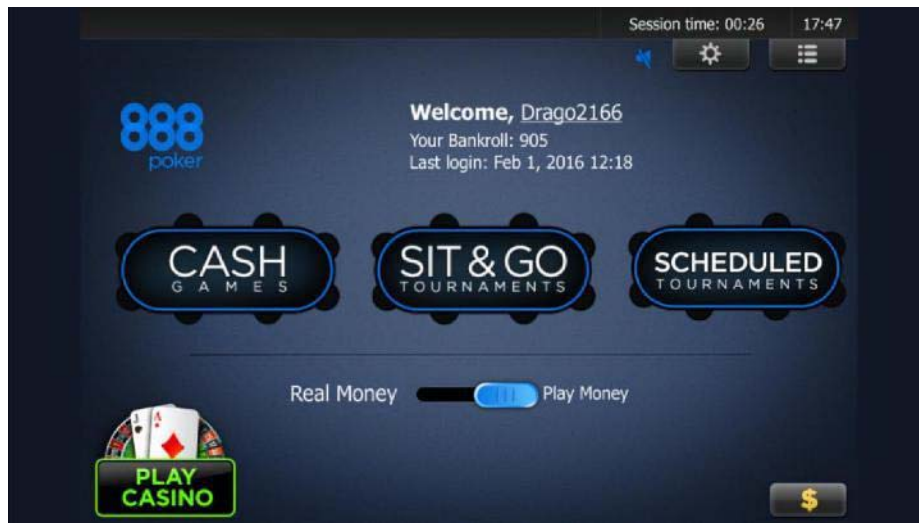 Session time: 00:26 17:47
888
poker
Welcome, Drago2166
Your Bankroll: 905
Last login: Feb 1, 2016 12:18
CASH
GAMES
SIT & GO
TOURNAMENTS
SCHEDULED
TOURNAMENTS
Real Money Play Money
J A
PLAY
CASINO
$